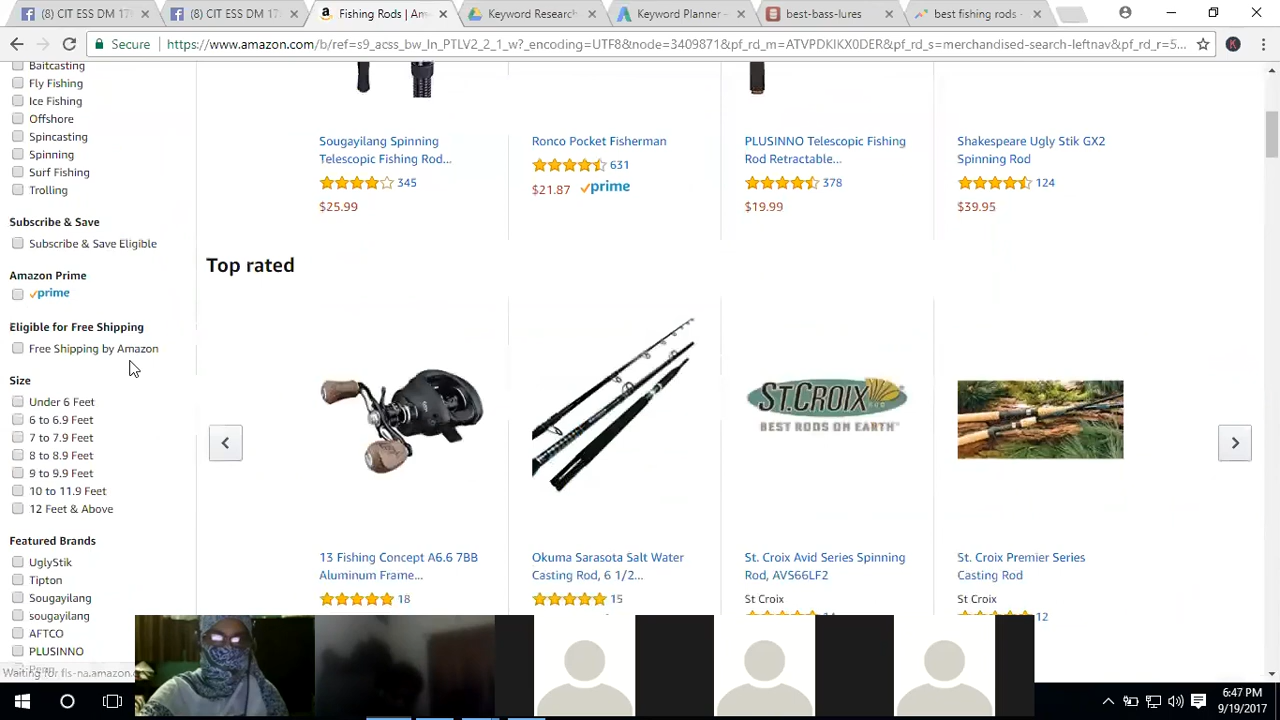 (8) CIT ESS DM 17
(8) CIT ESS DM 17
Fishing Rods | Am
Keyword Research
Keyword Planner -
best-bass-lures
best fishing rods -
Secure
https://www.amazon.com/b/ref=s9_acss_bw_ln_PTLV2_2_1_w?_encoding=UTF8&node=3409871&pf_rd_m=ATVPDKIKX0DER&pf_rd_s=merchandised-search-leftnav&pf_rd_r=5...
Baitcasting
Fly Fishing
Ice Fishing
Offshore
Spincasting
Spinning
Surf Fishing
Trolling
Subscribe & Save
Subscribe & Save Eligible
Amazon Prime
prime
Eligible for Free Shipping
Free Shipping by Amazon
Size
Under 6 Feet
6 to 6.9 Feet
7 to 7.9 Feet
8 to 8.9 Feet
9 to 9.9 Feet
10 to 11.9 Feet
12 Feet & Above
Featured Brands
UglyStik
Tipton
Sougayilang
sougayilang
AFTCO
PLUSINNO
Waiting for fls-na.amazon.c
Sougayilang Spinning
Telescopic Fishing Rod...
345
$25.99
Ronco Pocket Fisherman
631
$21.87 prime
PLUSINNO Telescopic Fishing
Rod Retractable...
378
$19.99
Shakespeare Ugly Stik GX2
Spinning Rod
124
$39.95
Top rated
ST.CROIX
BEST RODS ON EARTH
13 Fishing Concept A6.6 7BB
Aluminum Frame...
18
Okuma Sarasota Salt Water
Casting Rod, 6 1/2...
15
St. Croix Avid Series Spinning
Rod, AVS66LF2
St Croix
14
St. Croix Premier Series
Casting Rod
St Croix
12
6:47 PM
9/19/2017